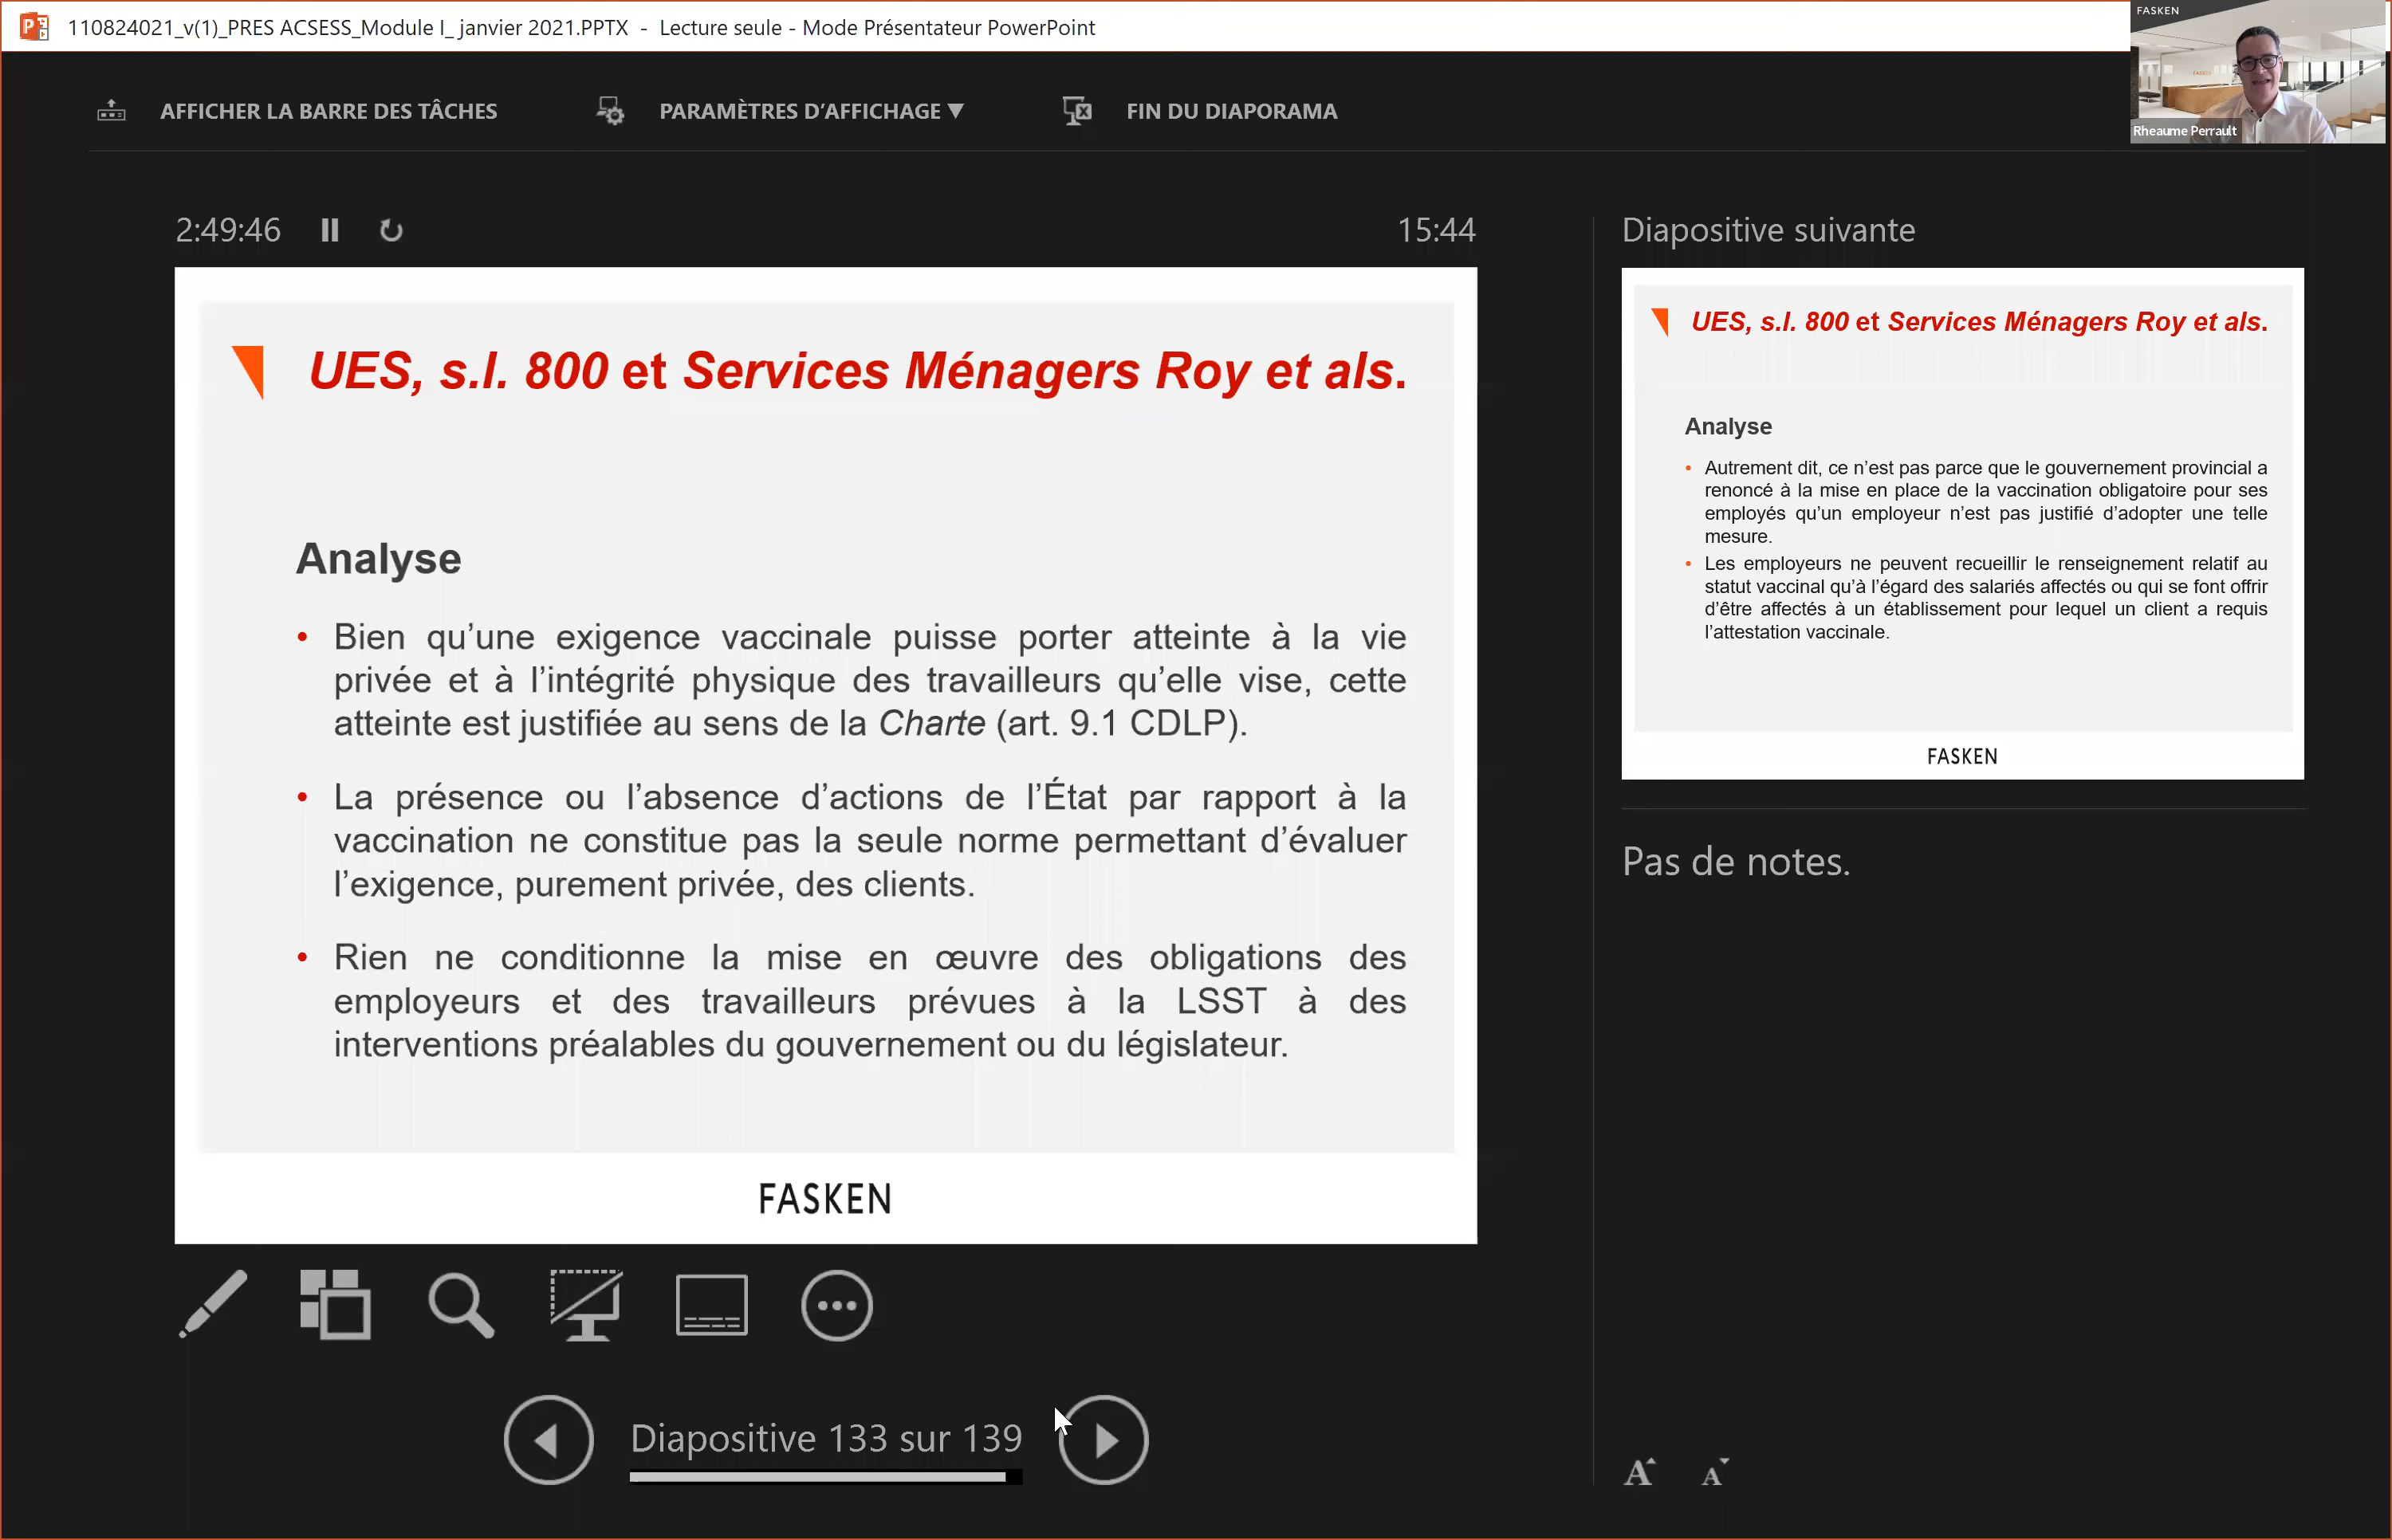 110824021_v(1)_PRES ACSESS_Module I_ janvier 2021.PPTX - Lecture seule - Mode Présentateur PowerPoint
FASKEN
Rheaume Perrault
AFFICHER LA BARRE DES TÂCHES
PARAMÈTRES D’AFFICHAGE ▼
FIN DU DIAPORAMA
2:49:46
15:44
UES, s.l. 800 et Services Ménagers Roy et als.
Analyse
• Bien qu’une exigence vaccinale puisse porter atteinte à la vie
privée et à l’intégrité physique des travailleurs qu’elle vise, cette
atteinte est justifiée au sens de la Charte (art. 9.1 CDLP).
• La présence ou l’absence d’actions de l’État par rapport à la
vaccination ne constitue pas la seule norme permettant d’évaluer
l’exigence, purement privée, des clients.
• Rien ne conditionne la mise en œuvre des obligations des
employeurs et des travailleurs prévues à la LSST à des
interventions préalables du gouvernement ou du législateur.
FASKEN
Diapositive 133 sur 139
Diapositive suivante
UES, s.l. 800 et Services Ménagers Roy et als.
Analyse
• Autrement dit, ce n’est pas parce que le gouvernement provincial a
renoncé à la mise en place de la vaccination obligatoire pour ses
employés qu’un employeur n’est pas justifié d’adopter une telle
mesure.
• Les employeurs ne peuvent recueillir le renseignement relatif au
statut vaccinal qu’à l’égard des salariés affectés ou qui se font offrir
d’être affectés à un établissement pour lequel un client a requis
l’attestation vaccinale.
FASKEN
Pas de notes.
A A